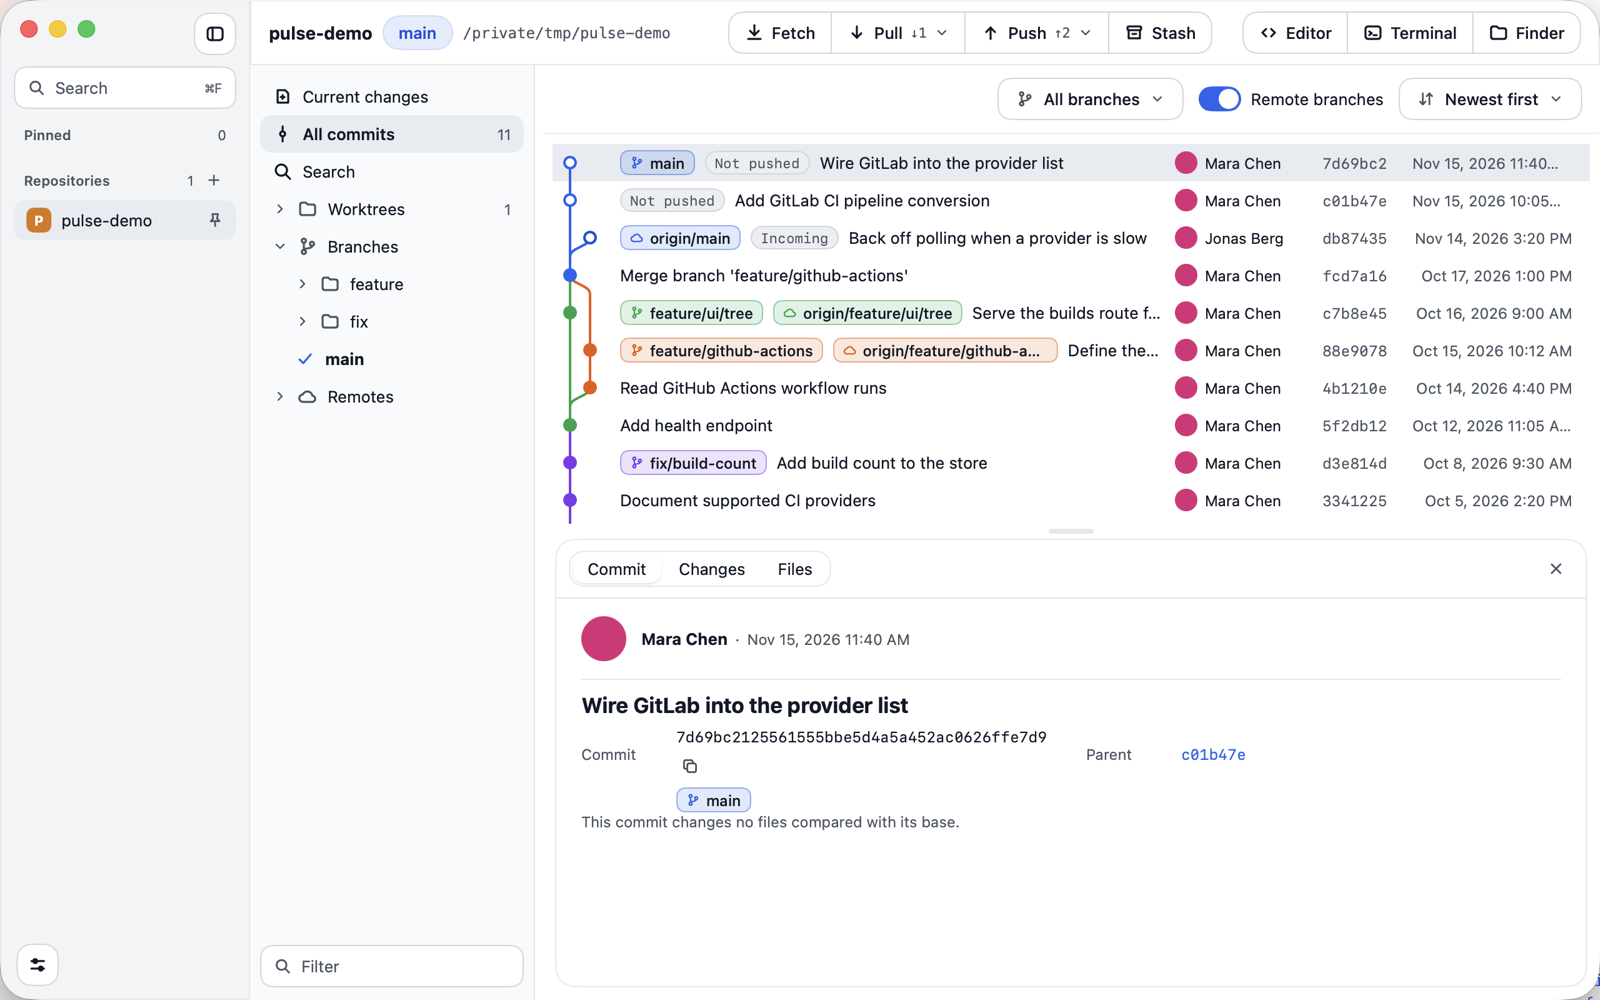 pulse-demo main /private/tmp/pulse-demo Fetch Pull ↓1 Push ↑2 Stash Editor Terminal Finder
Search ⌘F
Pinned 0
Repositories 1 +
P pulse-demo
Current changes
All commits 11
Search
Worktrees 1
Branches
feature
fix
main
Remotes
Filter
All branches Remote branches Newest first
main Not pushed Wire GitLab into the provider list Mara Chen 7d69bc2 Nov 15, 2026 11:40...
Not pushed Add GitLab CI pipeline conversion Mara Chen c01b47e Nov 15, 2026 10:05...
origin/main Incoming Back off polling when a provider is slow Jonas Berg db87435 Nov 14, 2026 3:20 PM
Merge branch 'feature/github-actions' Mara Chen fcd7a16 Oct 17, 2026 1:00 PM
feature/ui/tree origin/feature/ui/tree Serve the builds route f... Mara Chen c7b8e45 Oct 16, 2026 9:00 AM
feature/github-actions origin/feature/github-a... Define the... Mara Chen 88e9078 Oct 15, 2026 10:12 AM
Read GitHub Actions workflow runs Mara Chen 4b1210e Oct 14, 2026 4:40 PM
Add health endpoint Mara Chen 5f2db12 Oct 12, 2026 11:05 A...
fix/build-count Add build count to the store Mara Chen d3e814d Oct 8, 2026 9:30 AM
Document supported CI providers Mara Chen 3341225 Oct 5, 2026 2:20 PM
Commit Changes Files
Mara Chen · Nov 15, 2026 11:40 AM
Wire GitLab into the provider list
Commit 7d69bc2125561555bbe5d4a5a452ac0626ffe7d9 Parent c01b47e
main
This commit changes no files compared with its base.